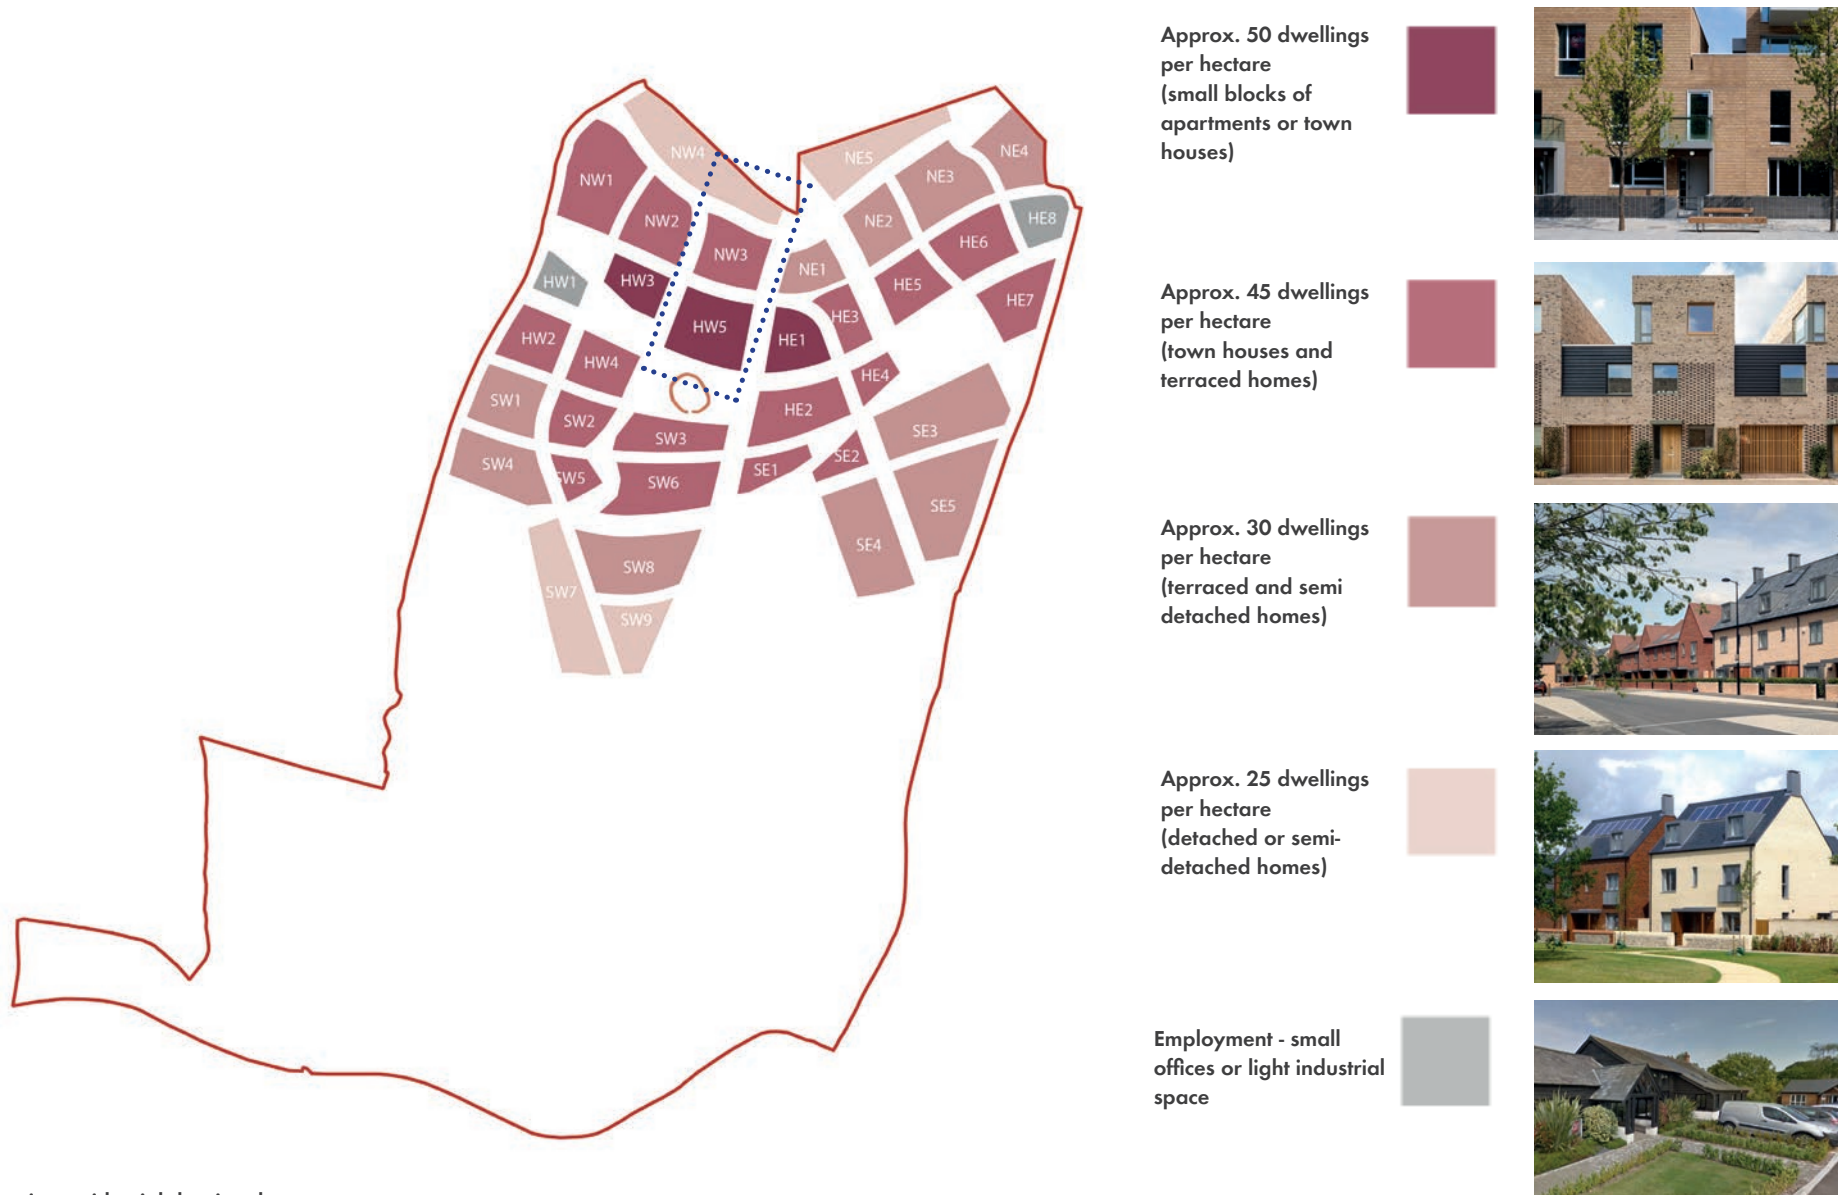 Approx. 50 dwellings
per hectare
(small blocks of
apartments or town
houses)
Approx. 45 dwellings
per hectare
(town houses and
terraced homes)
Approx. 30 dwellings
per hectare
(terraced and semi
detached homes)
Approx. 25 dwellings
per hectare
(detached or semi-
detached homes)
Employment - small
offices or light industrial
space
NW4
NE5
NE4
NW1
NE3
NW2
NE2
HE8
NW3
HE6
NE1
HW1
HW3
HE5
HE7
HW5
HE3
HW2
HE1
HW4
HE4
SW1
HE2
SW2
SW3
SE3
SW4
SE2
SE1
SW5
SW6
SE5
SE4
SW8
SW7
SW9